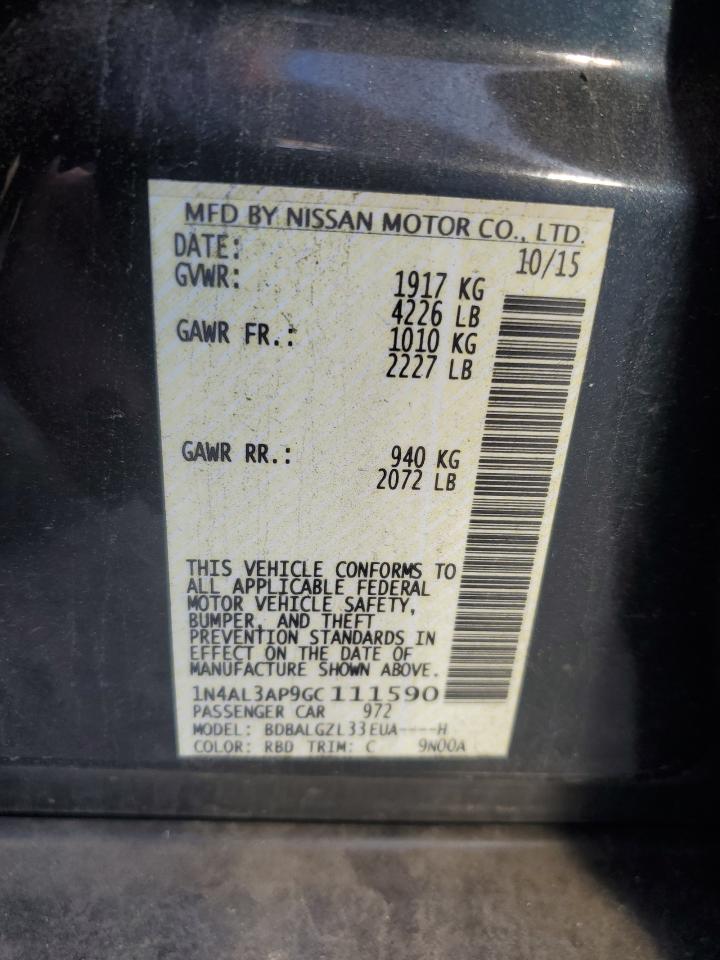 MFD BY NISSAN MOTOR CO., LTD.
DATE: 10/15
GVWR: 1917 KG
4226 LB
GAWR FR.: 1010 KG
2227 LB
GAWR RR.: 940 KG
2072 LB
THIS VEHICLE CONFORMS TO
ALL APPLICABLE FEDERAL
MOTOR VEHICLE SAFETY,
BUMPER, AND THEFT
PREVENTION STANDARDS IN
EFFECT ON THE DATE OF
MANUFACTURE SHOWN ABOVE.
1N4AL3AP9GC111590
PASSENGER CAR 972
MODEL: BDBALGZL33EUA----H
COLOR: RBD TRIM: C 9N00A